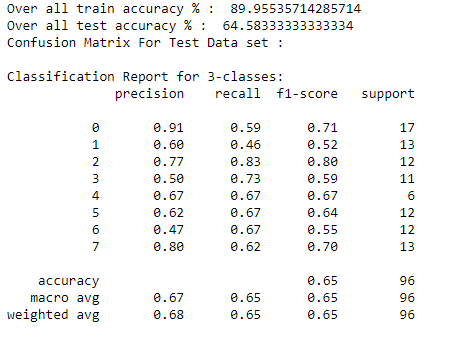 Over all train accuracy % :  89.95535714285714
Over all test accuracy % :  64.58333333333334
Confusion Matrix For Test Data set :
Classification Report for 3-classes:
precision    recall  f1-score   support
0       0.91      0.59      0.71        17
1       0.60      0.46      0.52        13
2       0.77      0.83      0.80        12
3       0.50      0.73      0.59        11
4       0.67      0.67      0.67         6
5       0.62      0.67      0.64        12
6       0.47      0.67      0.55        12
7       0.80      0.62      0.70        13
accuracy                           0.65        96
macro avg       0.67      0.65      0.65        96
weighted avg       0.68      0.65      0.65        96